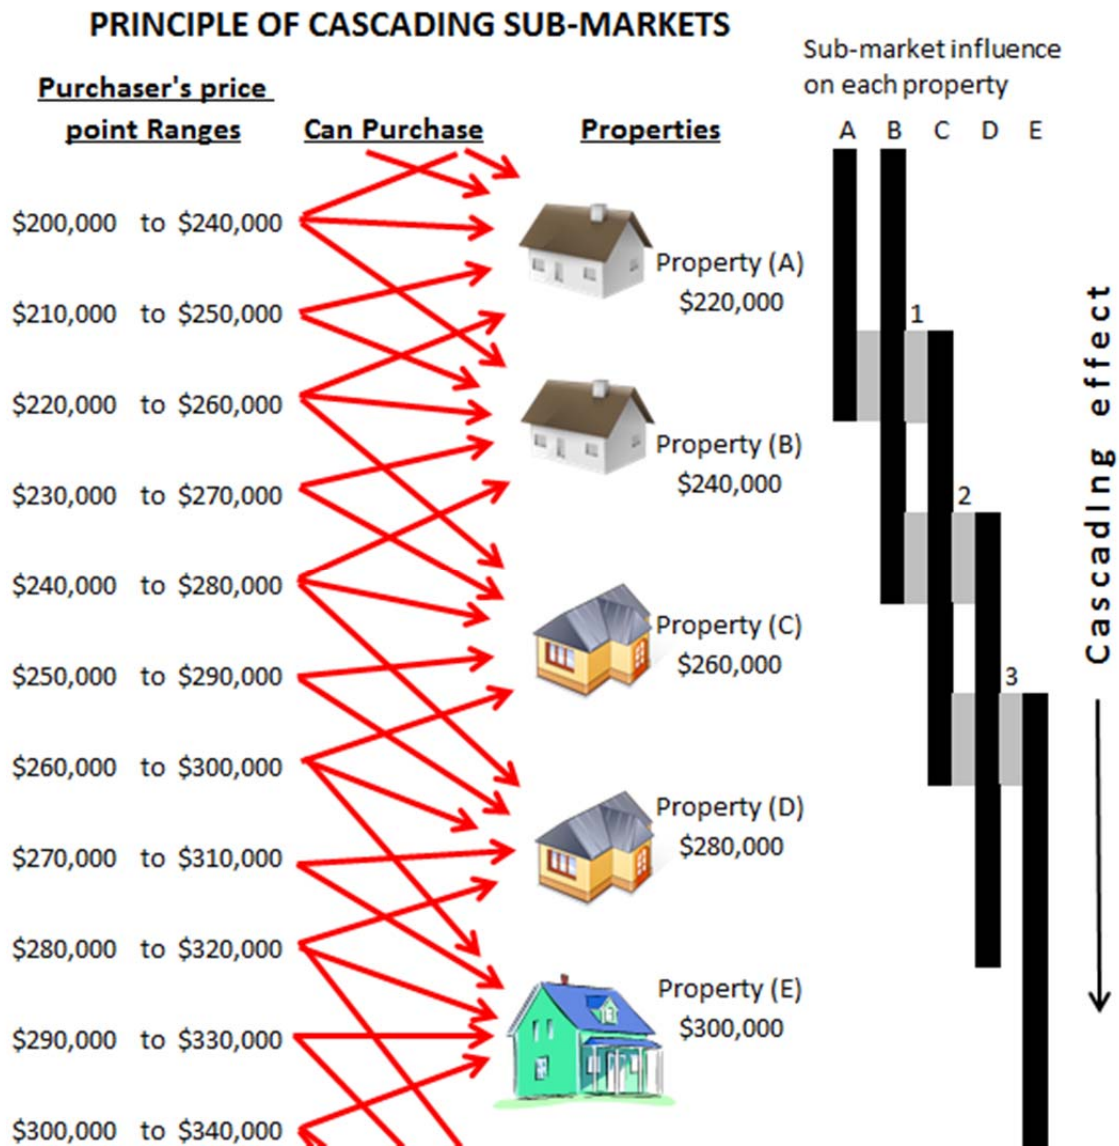 PRINCIPLE OF CASCADING SUB-MARKETS
Sub-market influence
on each property
Purchaser's price
point Ranges
Can Purchase
Properties
A B C D E
$200,000 to $240,000
Property (A)
$220,000
$210,000 to $250,000
1
$220,000 to $260,000
Property (B)
$240,000
$230,000 to $270,000
2
$240,000 to $280,000
Property (C)
$260,000
$250,000 to $290,000
3
$260,000 to $300,000
Property (D)
$280,000
$270,000 to $310,000
$280,000 to $320,000
Property (E)
$300,000
$290,000 to $330,000
$300,000 to $340,000
Cascading effect